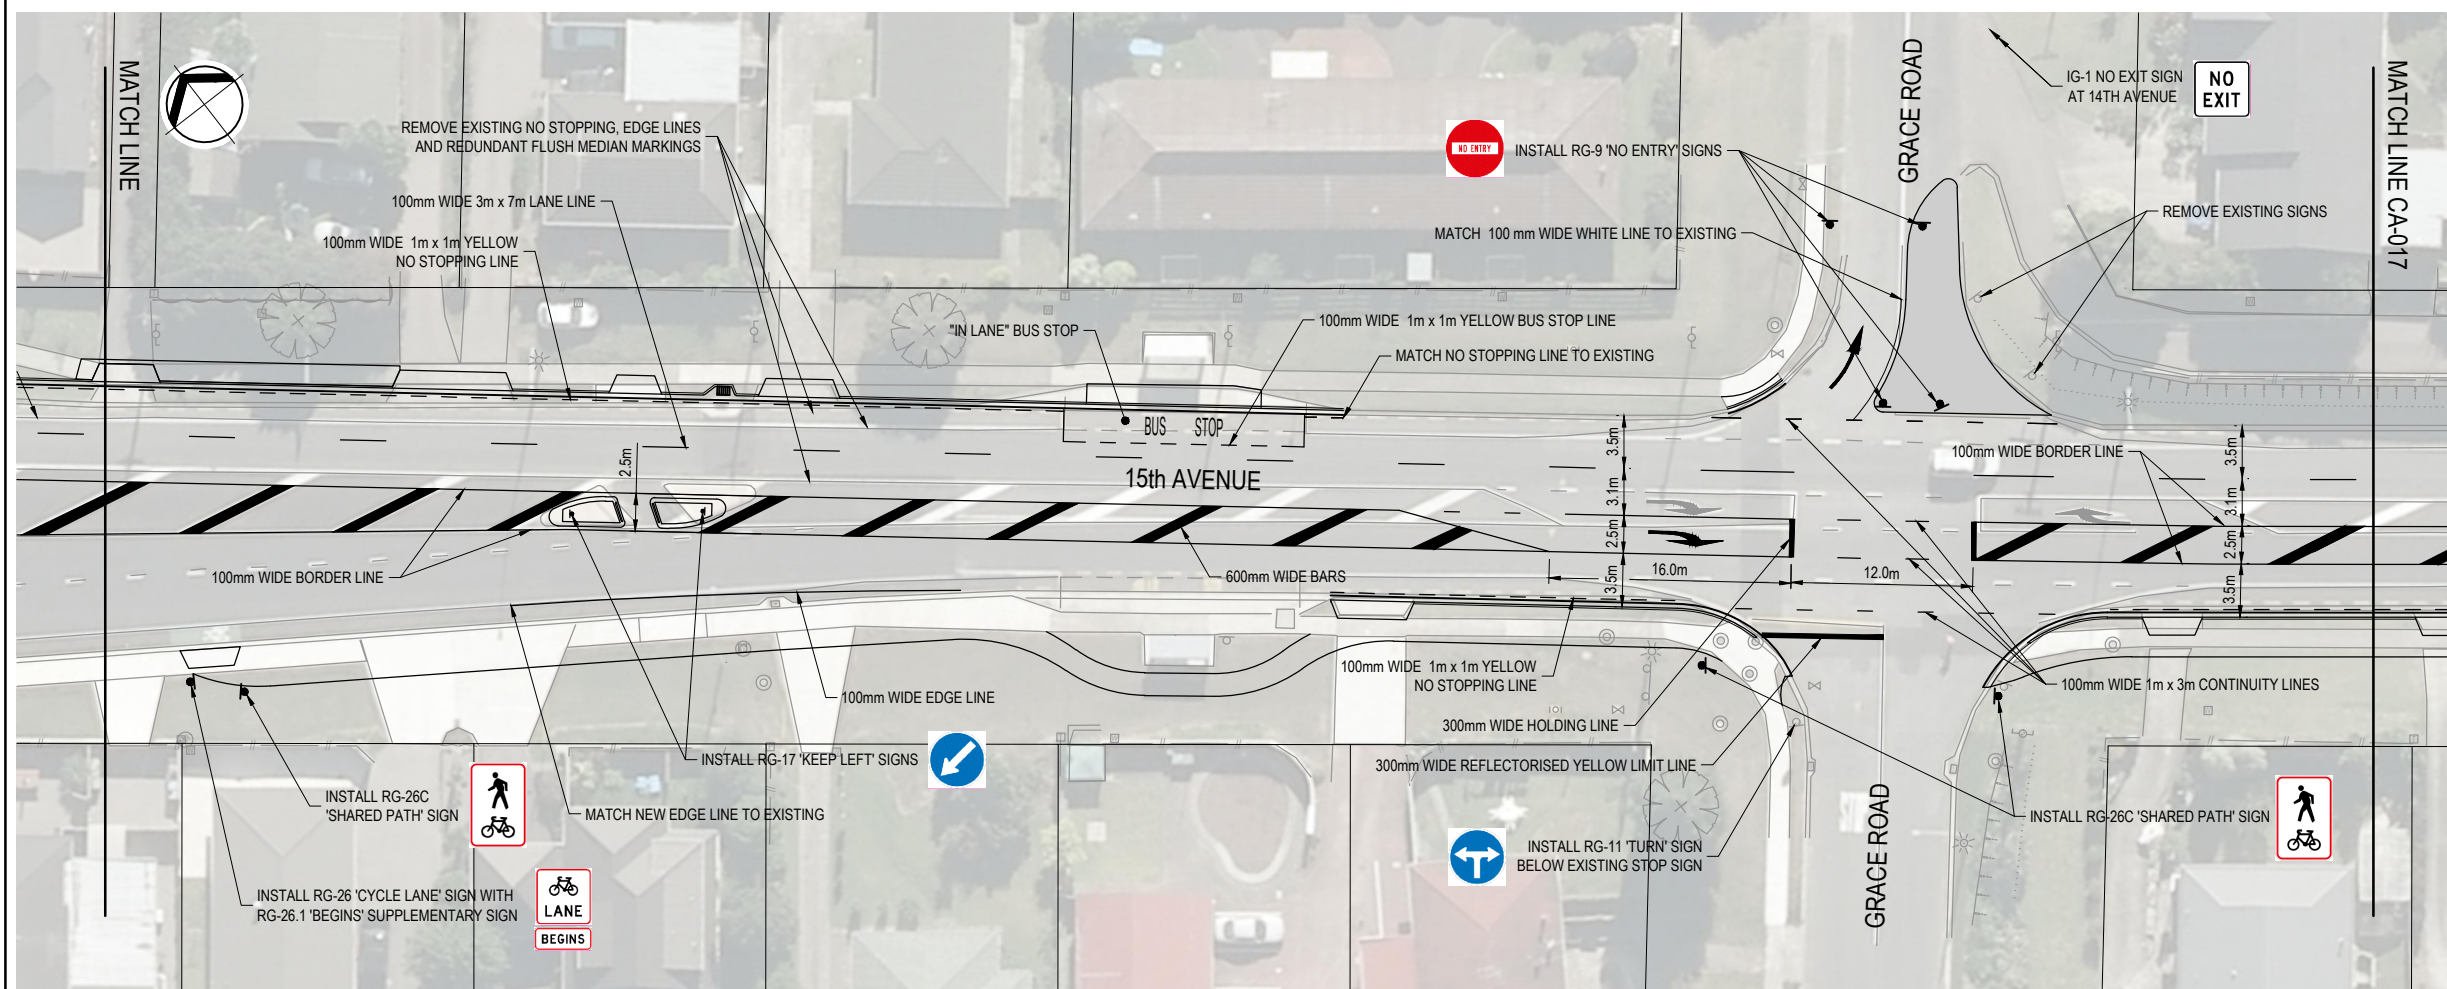 MATCH LINE
REMOVE EXISTING NO STOPPING, EDGE LINES
AND REDUNDANT FLUSH MEDIAN MARKINGS
100mm WIDE 3m x 7m LANE LINE
100mm WIDE 1m x 1m YELLOW
NO STOPPING LINE
NO ENTRY
INSTALL RG-9 'NO ENTRY' SIGNS
MATCH 100 mm WIDE WHITE LINE TO EXISTING
GRACE ROAD
IG-1 NO EXIT SIGN
AT 14TH AVENUE
NO
EXIT
MATCH LINE CA-017
REMOVE EXISTING SIGNS
"IN LANE" BUS STOP
100mm WIDE 1m x 1m YELLOW BUS STOP LINE
MATCH NO STOPPING LINE TO EXISTING
BUS STOP
15th AVENUE
2.5m
3.5m
3.1m
2.5m
3.5m
100mm WIDE BORDER LINE
3.5m
3.1m
2.5m
3.5m
16.0m
12.0m
100mm WIDE BORDER LINE
600mm WIDE BARS
100mm WIDE EDGE LINE
100mm WIDE 1m x 1m YELLOW
NO STOPPING LINE
300mm WIDE HOLDING LINE
300mm WIDE REFLECTORISED YELLOW LIMIT LINE
100mm WIDE 1m x 3m CONTINUITY LINES
INSTALL RG-17 'KEEP LEFT' SIGNS
INSTALL RG-26C
'SHARED PATH' SIGN
MATCH NEW EDGE LINE TO EXISTING
INSTALL RG-26 'CYCLE LANE' SIGN WITH
RG-26.1 'BEGINS' SUPPLEMENTARY SIGN
LANE
BEGINS
INSTALL RG-11 'TURN' SIGN
BELOW EXISTING STOP SIGN
GRACE ROAD
INSTALL RG-26C 'SHARED PATH' SIGN